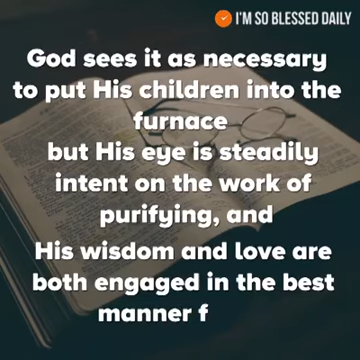 I'M SO BLESSED DAILY
God sees it as necessary
to put His children into the
furnace
but His eye is steadily
intent on the work of
purifying, and
His wisdom and love are
both engaged in the best
manner f